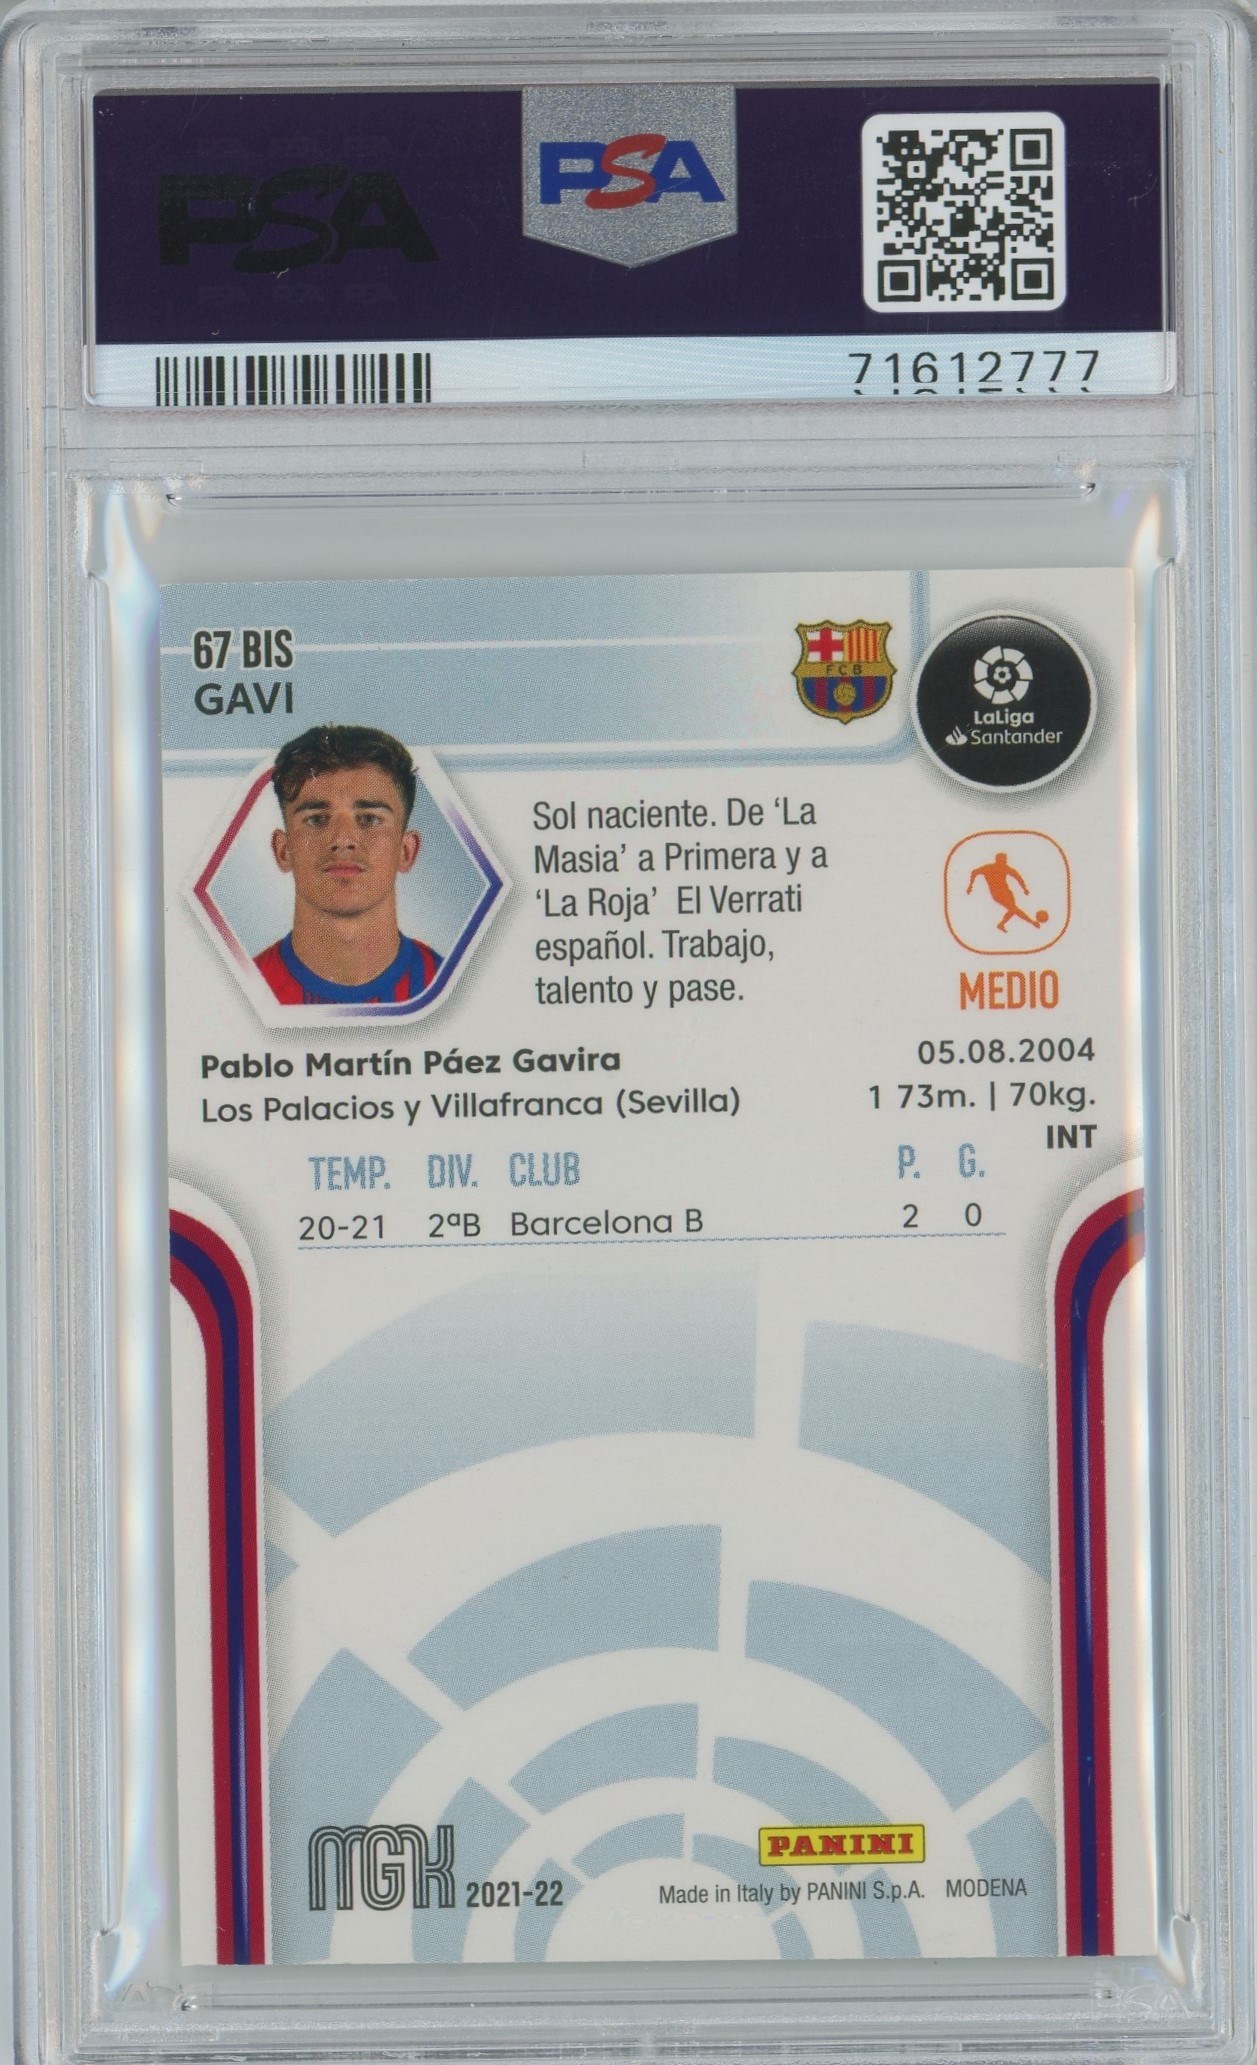 PSA
PSA
71612777
67 BIS
GAVI
FCB
LaLiga
Santander
Sol naciente. De ‘La
Masia’ a Primera y a
‘La Roja’ El Verrati
español. Trabajo,
talento y pase.
MEDIO
Pablo Martín Páez Gavira
05.08.2004
Los Palacios y Villafranca (Sevilla)
1 73m. | 70kg.
INT
TEMP. DIV. CLUB P. G.
20-21 2ªB Barcelona B 2 0
MGK 2021-22
PANINI
Made in Italy by PANINI S.p.A. MODENA